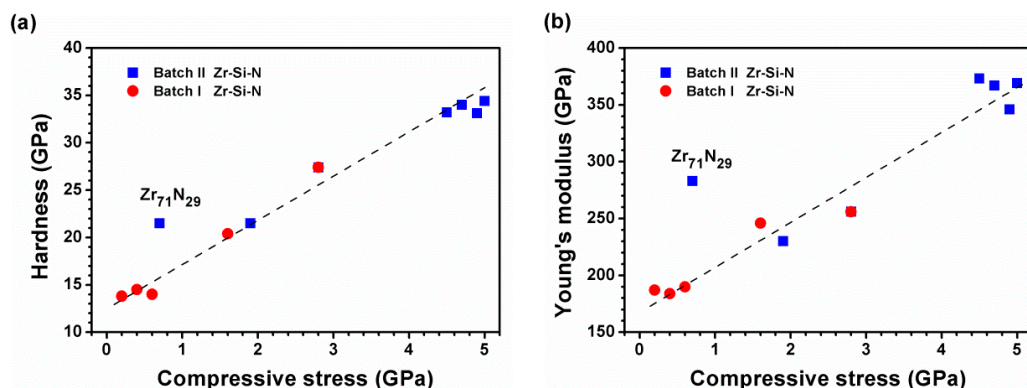 (a)
40
35
30
25
20
15
10
Hardness (GPa)
Batch II Zr-Si-N
Batch I Zr-Si-N
Zr71N29
0 1 2 3 4 5
Compressive stress (GPa)
(b)
400
350
300
250
200
150
Young's modulus (GPa)
Batch II Zr-Si-N
Batch I Zr-Si-N
Zr71N29
0 1 2 3 4 5
Compressive stress (GPa)